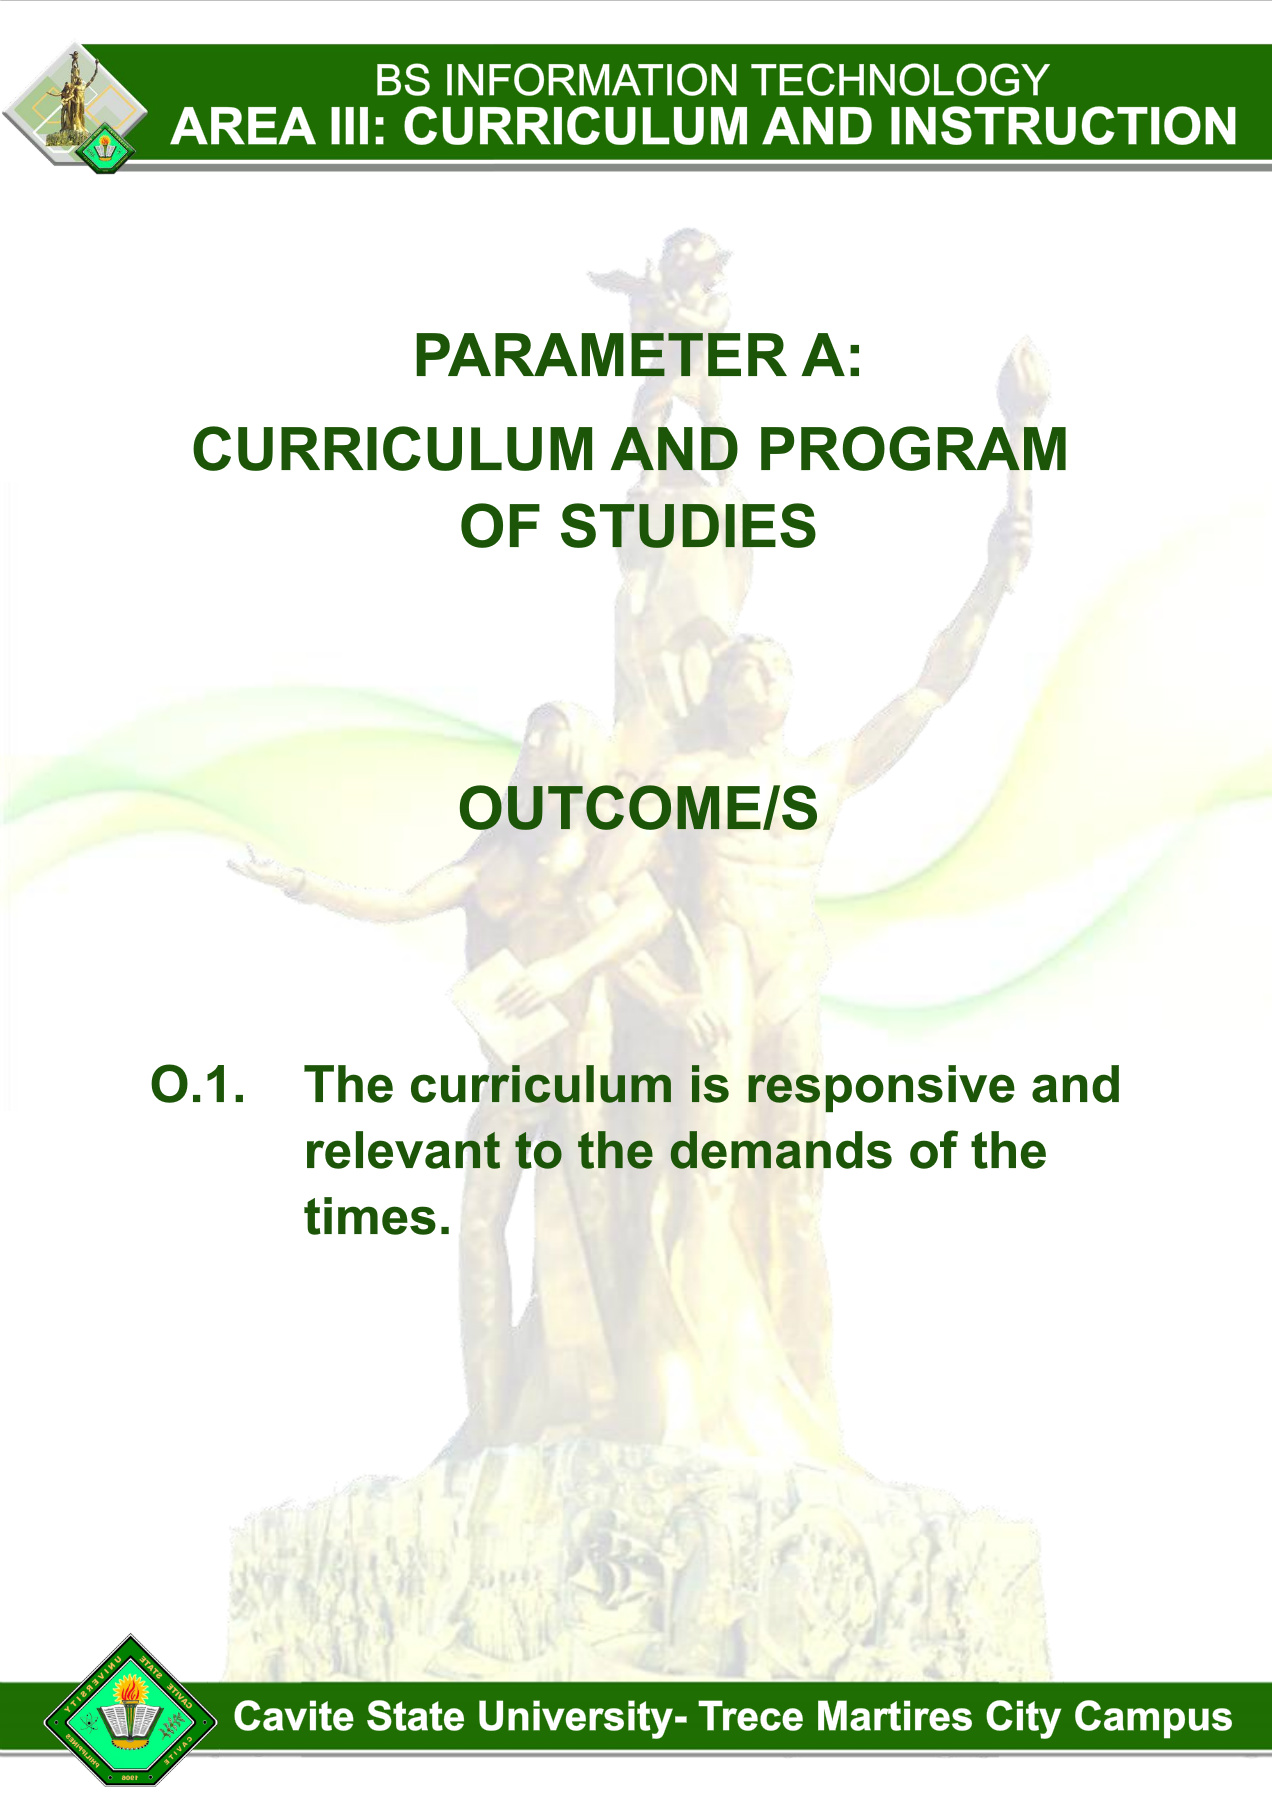 BS INFORMATION TECHNOLOGY
AREA III: CURRICULUM AND INSTRUCTION
PARAMETER A:
CURRICULUM AND PROGRAM
OF STUDIES
OUTCOME/S
O.1. The curriculum is responsive and
relevant to the demands of the
times.
CAVITE STATE UNIVERSITY
CAVITE PHILIPPINES
1906
Cavite State University- Trece Martires City Campus